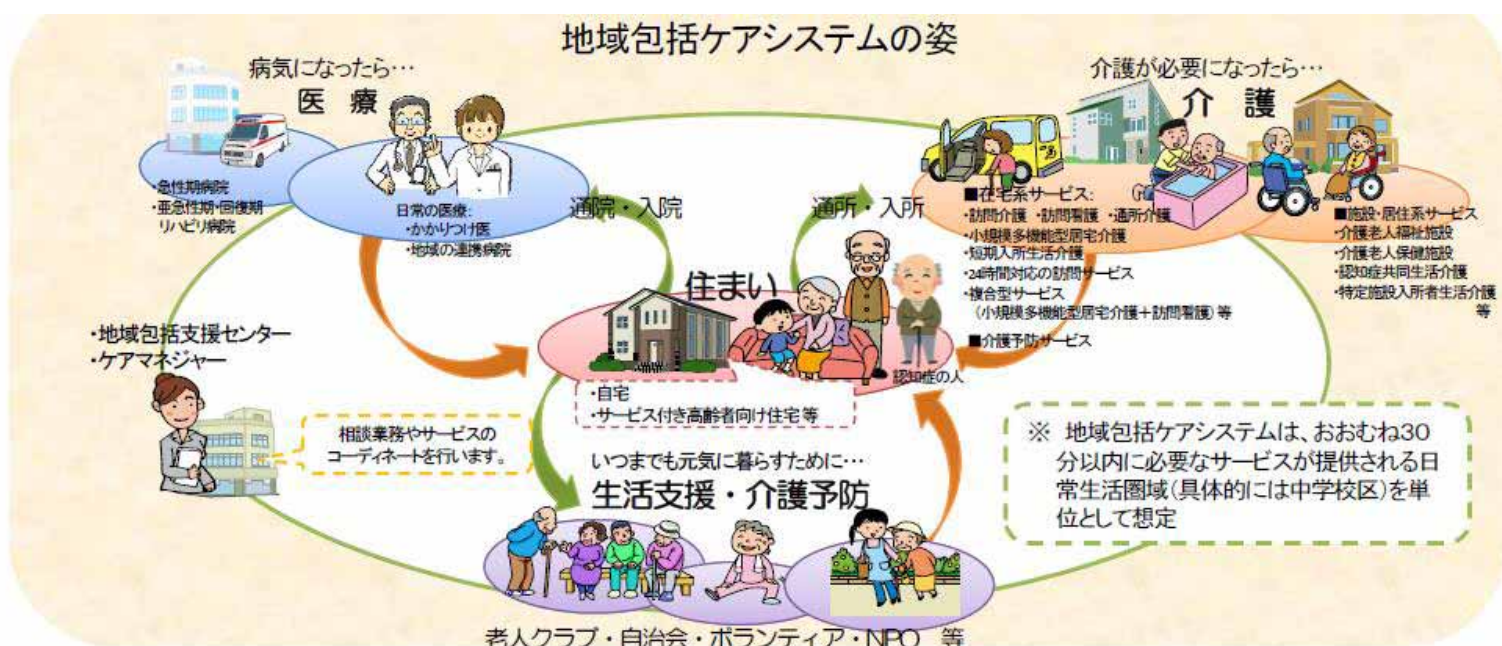 地域包括ケアシステムの姿
病気になったら…
医 療
・急性期病院
・亜急性期・回復期
リハビリ病院
日常の医療:
・かかりつけ医
・地域の連携病院
通院・入院
通所・入所
介護が必要になったら…
介 護
■在宅系サービス:
・訪問介護 ・訪問看護 ・通所介護
・小規模多機能型居宅介護
・短期入所生活介護
・24時間対応の訪問サービス
・複合型サービス
(小規模多機能型居宅介護+訪問看護)等
■介護予防サービス
■施設・居住系サービス
・介護老人福祉施設
・介護老人保健施設
・認知症共同生活介護
・特定施設入所者生活介護
等
住まい
認知症の人
・自宅
・サービス付き高齢者向け住宅等
・地域包括支援センター
・ケアマネジャー
相談業務やサービスの
コーディネートを行います。
いつまでも元気に暮らすために…
生活支援・介護予防
老人クラブ・自治会・ボランティア・NPO 等
※ 地域包括ケアシステムは、おおむね30
分以内に必要なサービスが提供される日
常生活圏域(具体的には中学校区)を単
位として想定